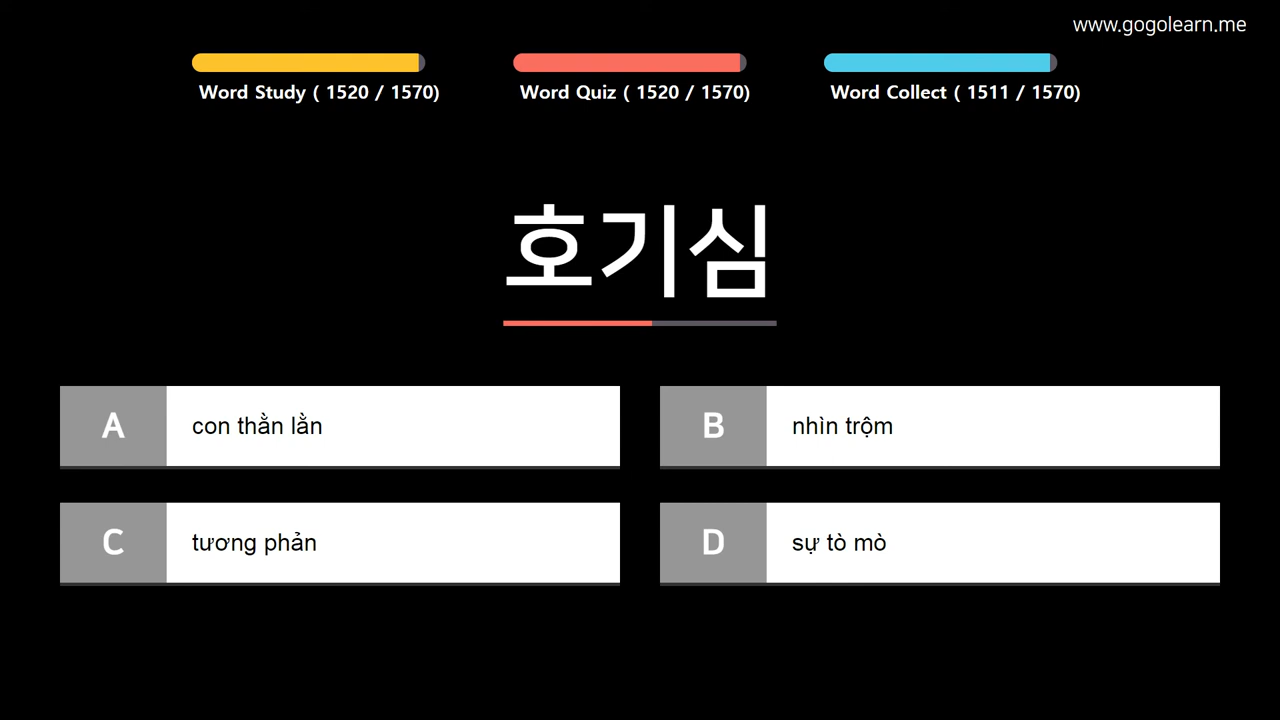 www.gogolearn.me
Word Study ( 1520 / 1570)
Word Quiz ( 1520 / 1570)
Word Collect ( 1511 / 1570)
호기심
A con thằn lằn
B nhìn trộm
C tương phản
D sự tò mò